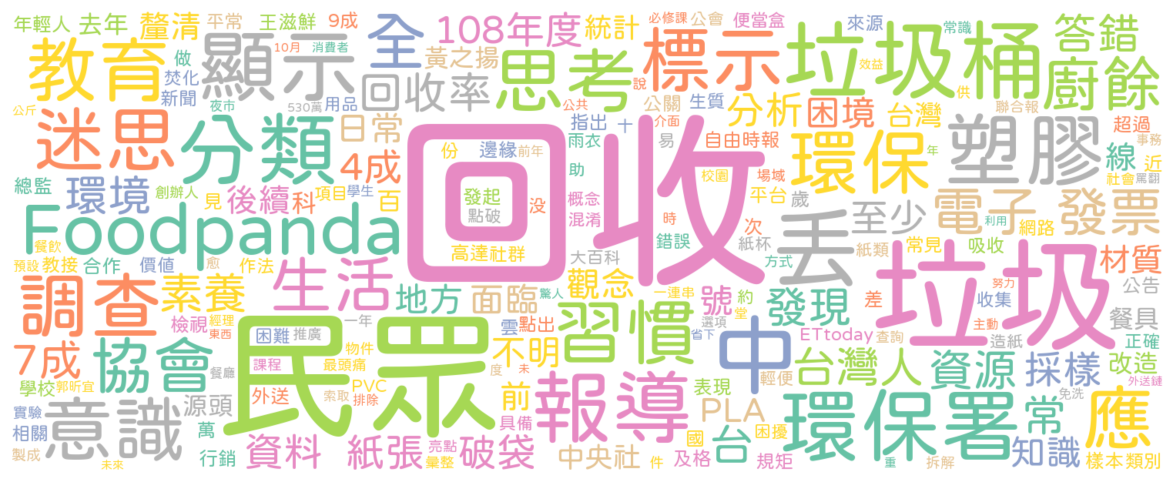 年輕人 去年 釐清 平常 王滋鮮 9成 全 108年度 統計 必修課 公會 便當盒 來源 常識 答錯
教育 顯示 做 10月 消費者 黃之揚 思考 標示 垃圾桶 效益 廚餘
焚化 新聞 回收率 說 供
公斤 夜市 530萬 用品 公共 公關 生質 分析 困境 台灣 聯合報 超過
迷思 分類 日常 指出 十 介面 自由時報 環保 塑膠 線 事務
份 邊緣 前年 雨衣 易 年 近
4成 回收 助 校園 場域 社會 罵翻
總監 環境 創辦人 後續 項目 學生 百 發起 概念 平台 歲 電子 利用 發票
見 科 點破 沒 混淆 時 次 丟 至少 網路
Foodpanda 高達 社群 錯誤 紙杯 紙類 常見 吸收
餐飲 大百科 方式 材質
預設 教接 合作 價值 愈 作法 觀念 一連串 差 努力 垃圾
調查 素養 生活 地方 面臨 驚人 號 約 發現 收集 公告
檢視 經理 東西 困難 推廣 一年 雲 點出 習慣 堂 選項 省下 中 主動 餐具
民眾 ETtoday 查詢 造紙 正確
7成 協會 課程 物件 最頭痛 不明 台灣人 資源 採樣 改造
學校 郭昕宜 餐廳 度 未 輕便 外送鏈
外送 索取 PVC 排除 前 報導 表現 PLA 免洗
實驗 意識 源頭 具備 環保署 常 應
相關 萬 亮點 國 台 困擾
製成 未來 行銷 資料 紙張 彙整 破袋 中央社 件 及格 規矩 重 拆解 知識 樣本 類別